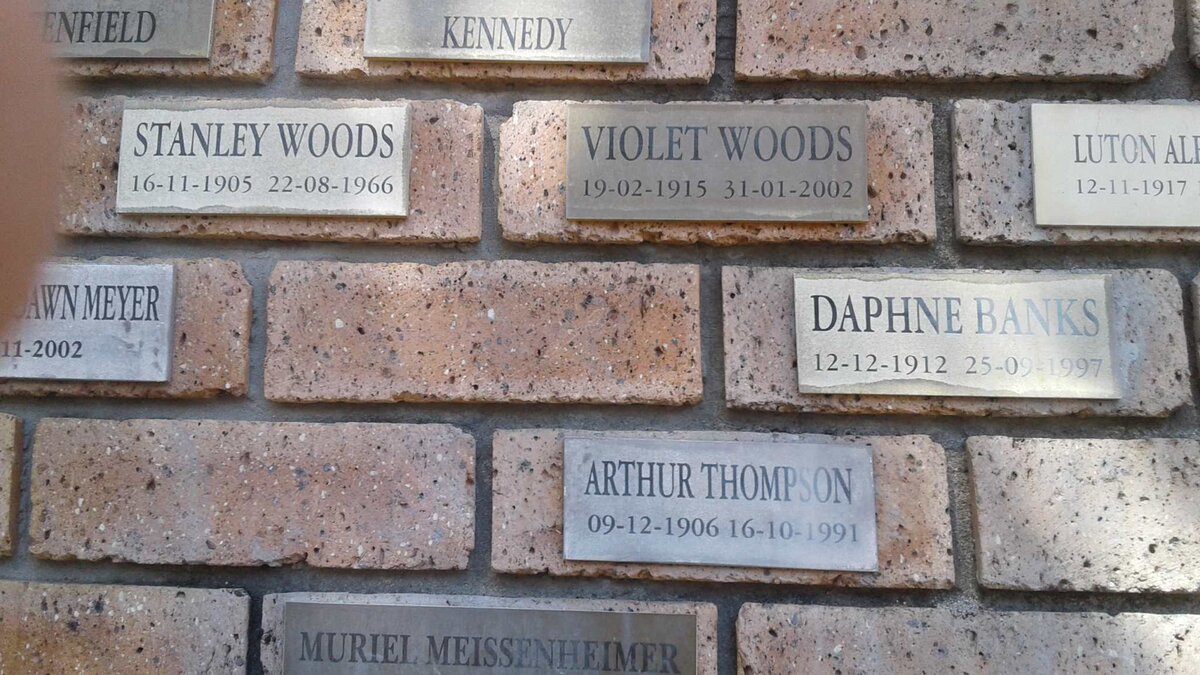 ENFIELD
KENNEDY
STANLEY WOODS
16-11-1905 22-08-1966
VIOLET WOODS
19-02-1915 31-01-2002
LUTON
12-11-1917
DAWN MEYER
11-2002
DAPHNE BANKS
12-12-1912 25-09-1997
ARTHUR THOMPSON
09-12-1906 16-10-1991
MURIEL MEISSENHEIMER